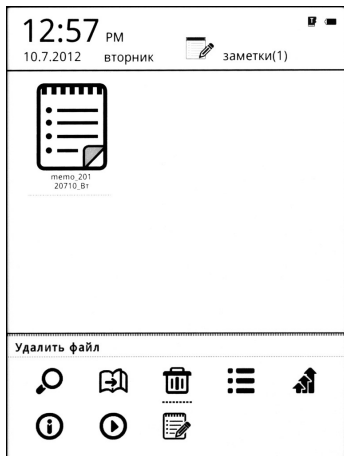 12:57 PM
10.7.2012 вторник
заметки(1)
memo_201
20710_Вт
Удалить файл